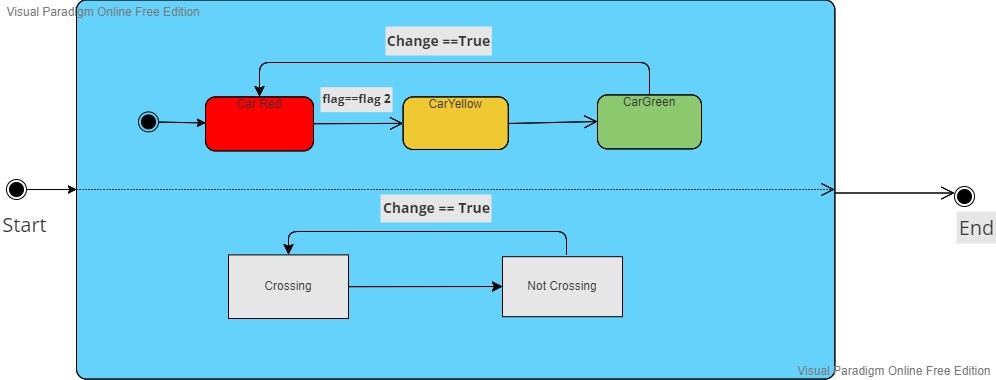 Visual Paradigm Online Free Edition
Change ==True
Car Red
flag==flag 2
CarYellow
CarGreen
Start
Change == True
End
Crossing
Not Crossing
Visual Paradigm Online Free Edition